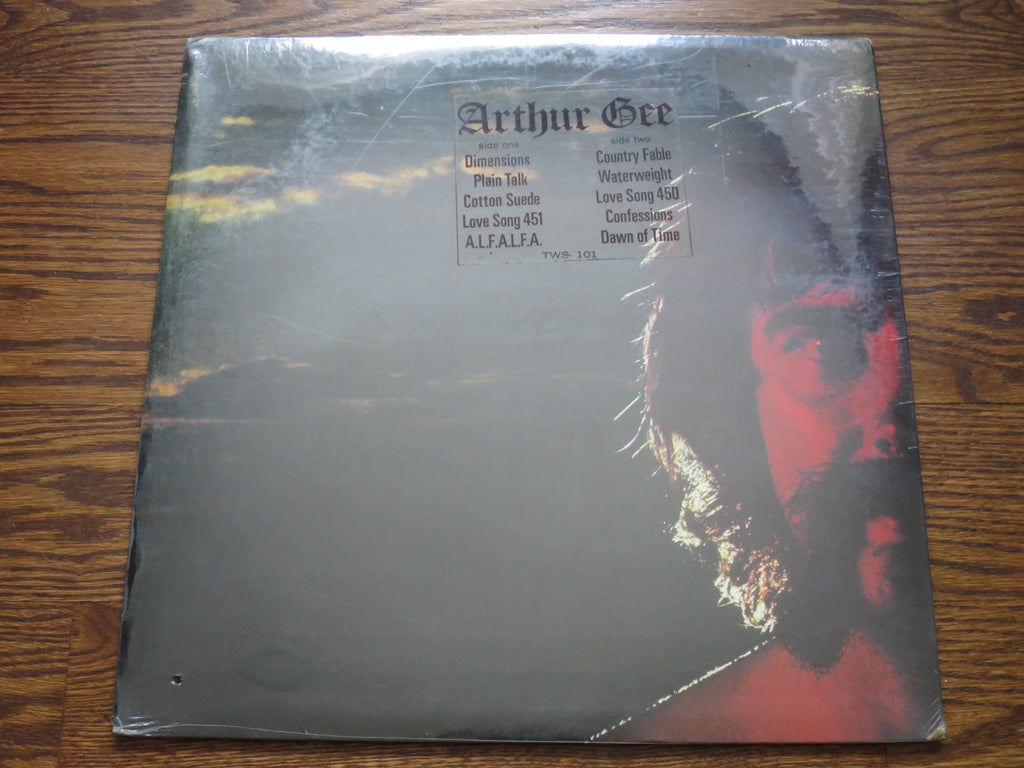 Arthur Gee
side one
Dimensions
Plain Talk
Cotton Suede
Love Song 451
A.L.F.A.L.F.A.
side two
Country Fable
Waterweight
Love Song 450
Confessions
Dawn of Time
TWS- 101